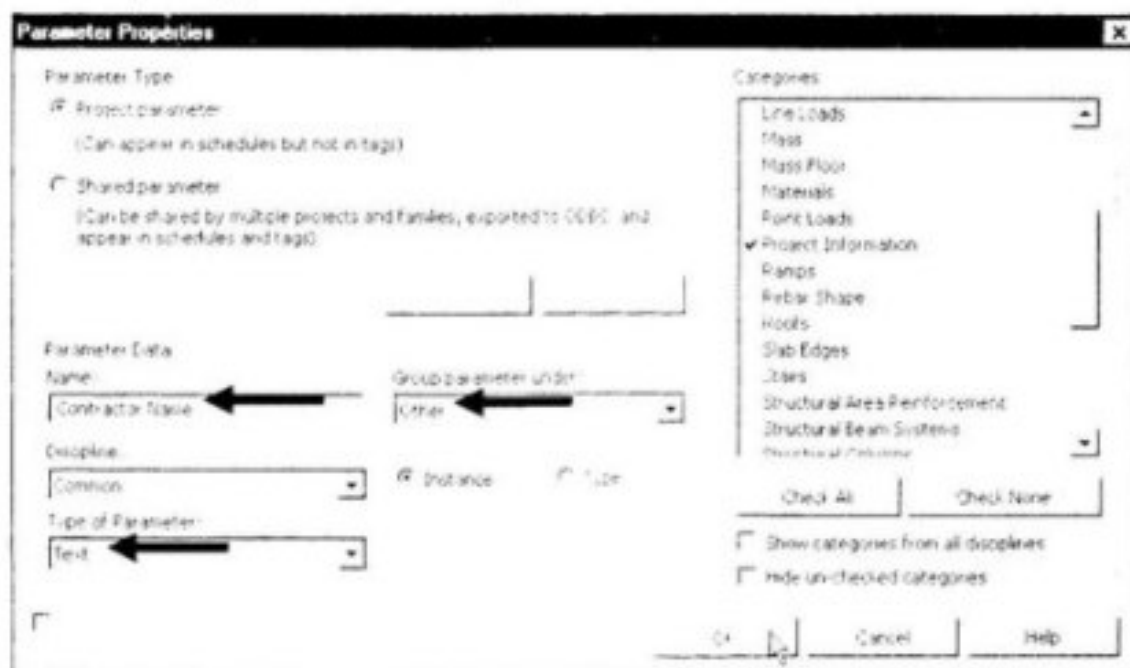 Parameter Properties
Parameter Type
Project parameter
(Can appear in schedules but not in tags)
Shared parameter
(Can be shared by multiple projects and families, exported to ODBC, and
appear in schedules and tags)
Parameter Data
Name:
Contractor Name
Discipline:
Common
Type of Parameter:
Text
Group parameter under:
Other
Instance
Type
Categories
Line Loads
Mass
Mass Floor
Materials
Point Loads
Project Information
Ramps
Rebar Shape
Roofs
Slab Edges
Stairs
Structural Area Reinforcement
Structural Beam Systems
Structural Columns
Check All
Check None
Show categories from all disciplines
Hide un-checked categories
OK
Cancel
Help